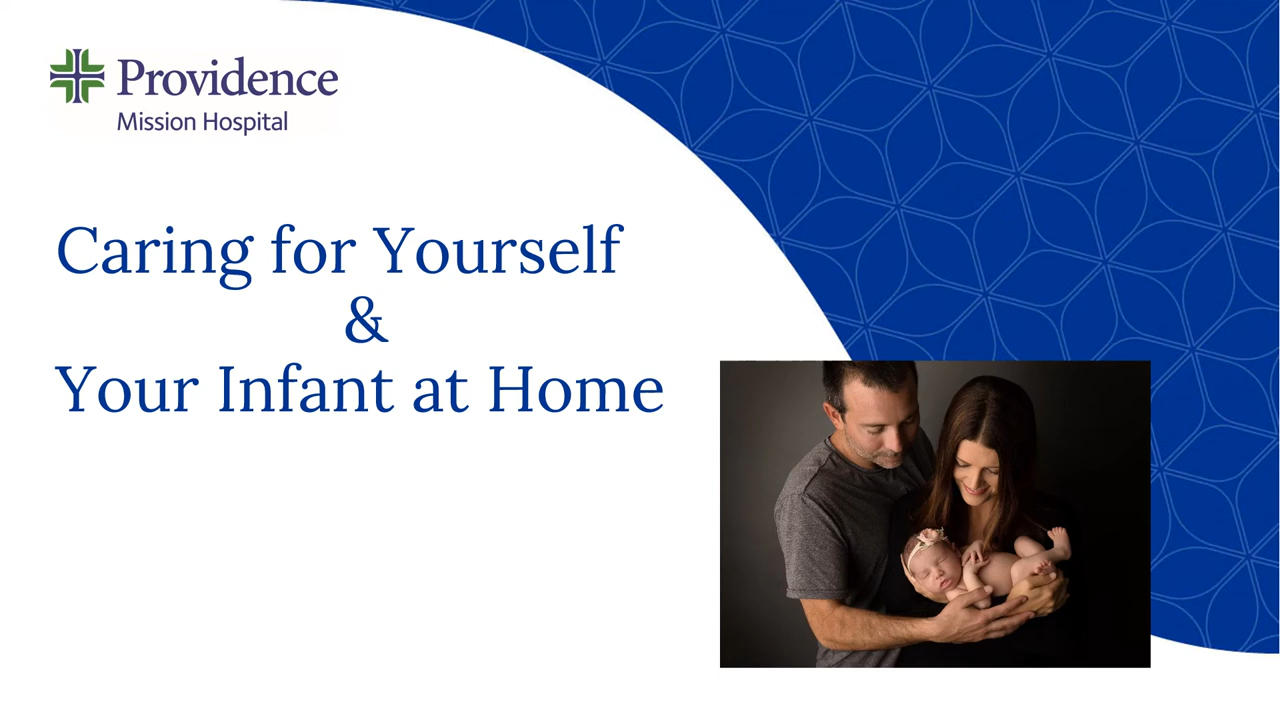 Providence
Mission Hospital
Caring for Yourself
&
Your Infant at Home